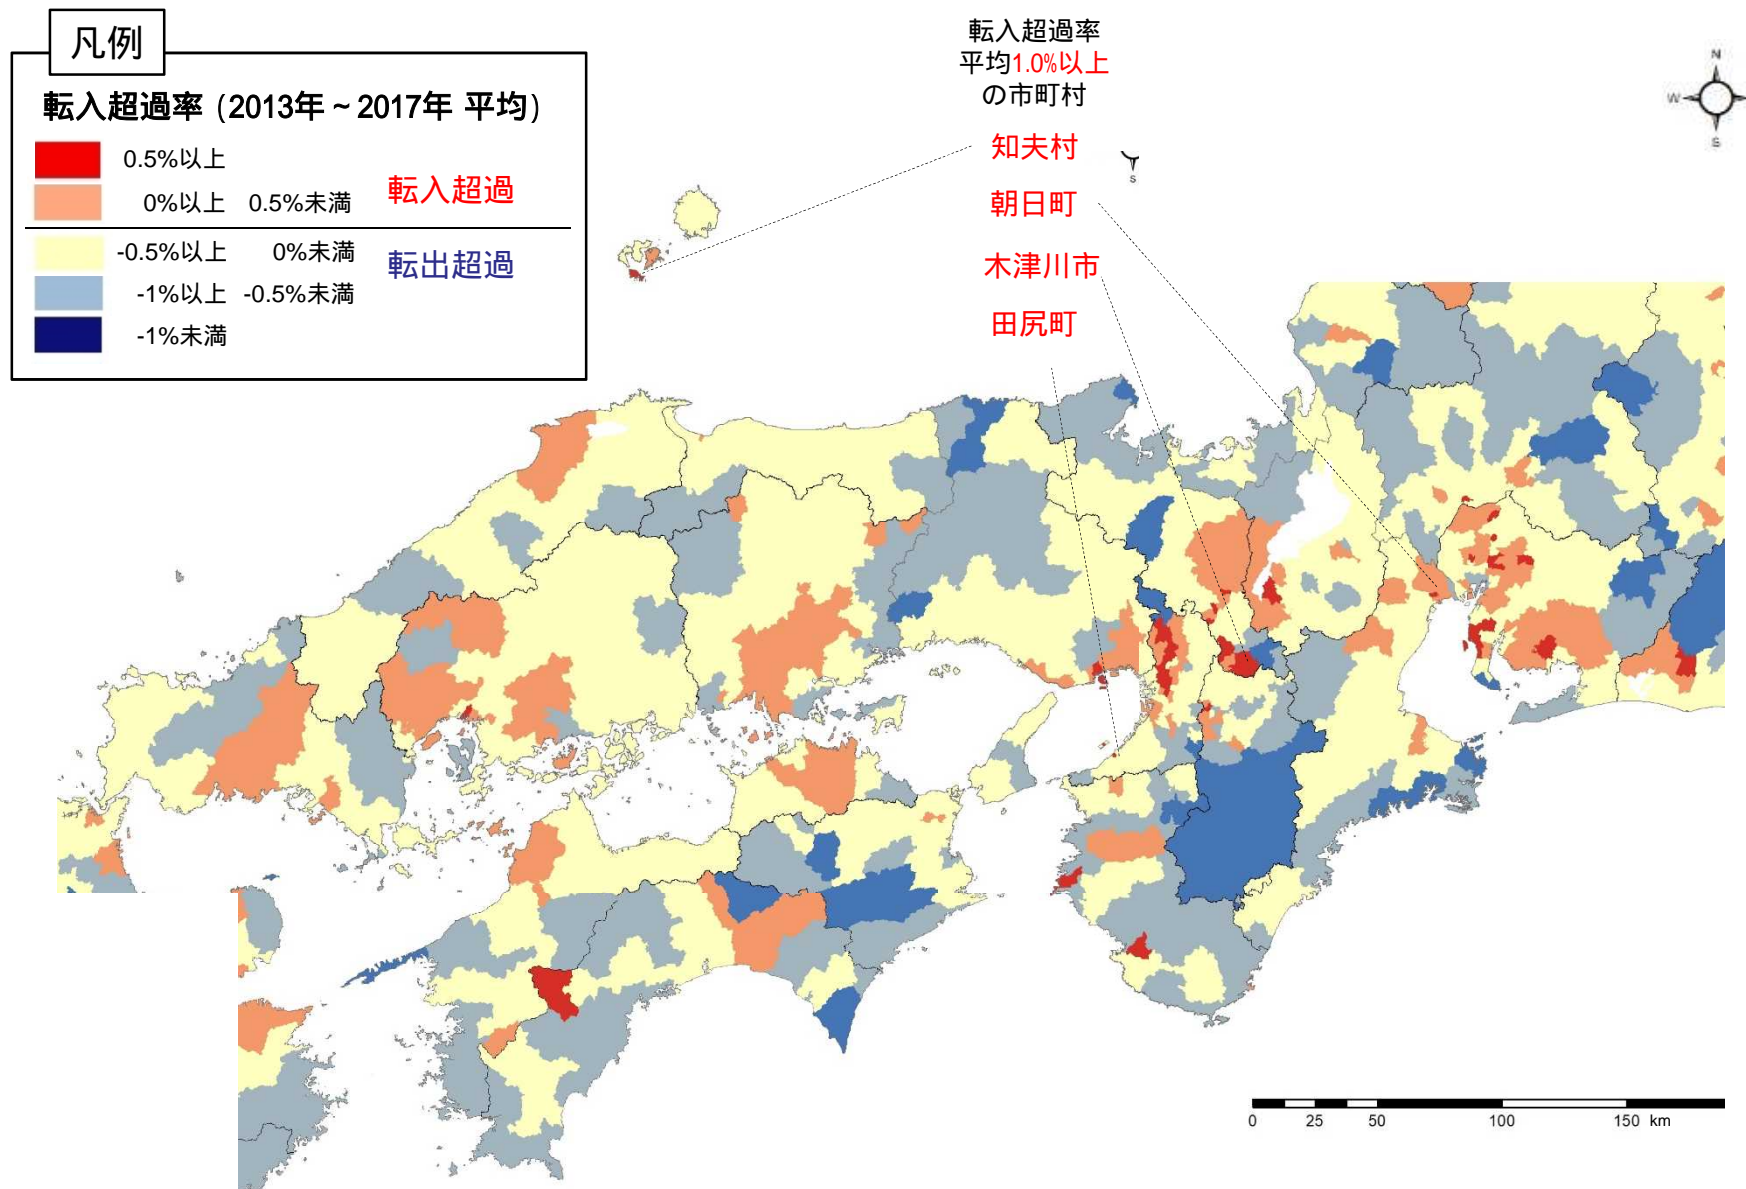 凡例
転入超過率（2013年～2017年 平均）
0.5%以上
0%以上 0.5%未満
転入超過
-0.5%以上 0%未満
転出超過
-1%以上 -0.5%未満
-1%未満
転入超過率
平均1.0%以上
の市町村
知夫村
朝日町
木津川市
田尻町
N
W
S
S
0 25 50 100 150 km